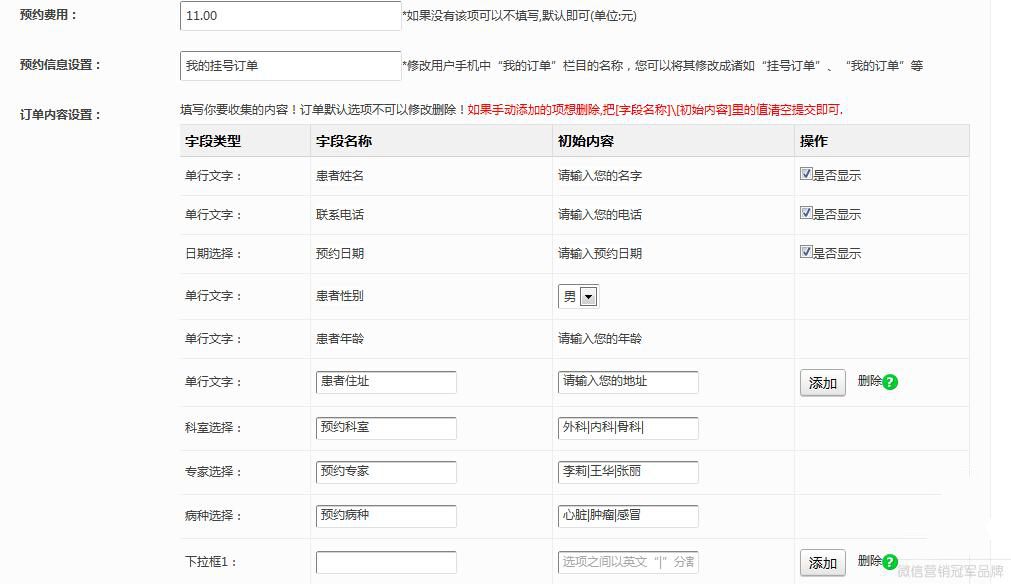 预约费用： 11.00 *如果没有该项可以不填写,默认即可(单位:元)
预约信息设置： 我的挂号订单 *修改用户手机中“我的订单”栏目的名称，您可以将其修改成诸如“挂号订单”、“我的订单”等
订单内容设置： 填写你要收集的内容！订单默认选项不可以修改删除！如果手动添加的项想删除,把[字段名称]\[初始内容]里的值清空提交即可.
字段类型 字段名称 初始内容 操作
单行文字： 患者姓名 请输入您的名字 是否显示
单行文字： 联系电话 请输入您的电话 是否显示
日期选择： 预约日期 请输入预约日期 是否显示
单行文字： 患者性别 男
单行文字： 患者年龄 请输入您的年龄
单行文字： 患者住址 请输入您的地址 添加 删除 ?
科室选择： 预约科室 外科|内科|骨科|
专家选择： 预约专家 李莉|王华|张丽
病种选择： 预约病种 心脏|肿瘤|感冒
下拉框1： 选项之间以英文“|”分割 添加 删除 ?
微信营销冠军品牌